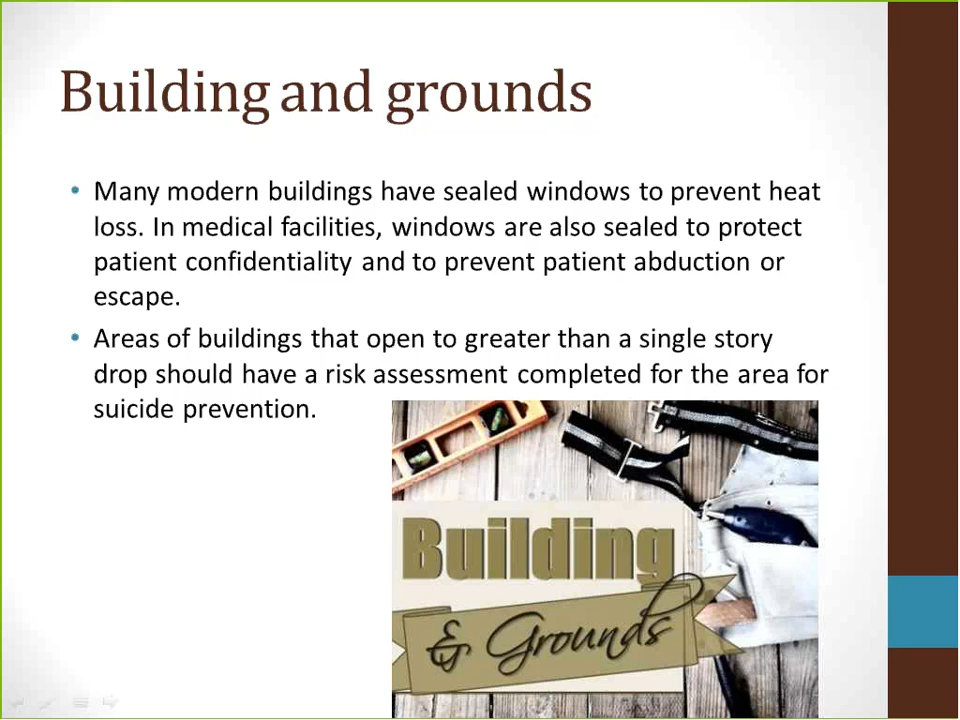 Building and grounds
• Many modern buildings have sealed windows to prevent heat
loss. In medical facilities, windows are also sealed to protect
patient confidentiality and to prevent patient abduction or
escape.
• Areas of buildings that open to greater than a single story
drop should have a risk assessment completed for the area for
suicide prevention.
Building
& Grounds